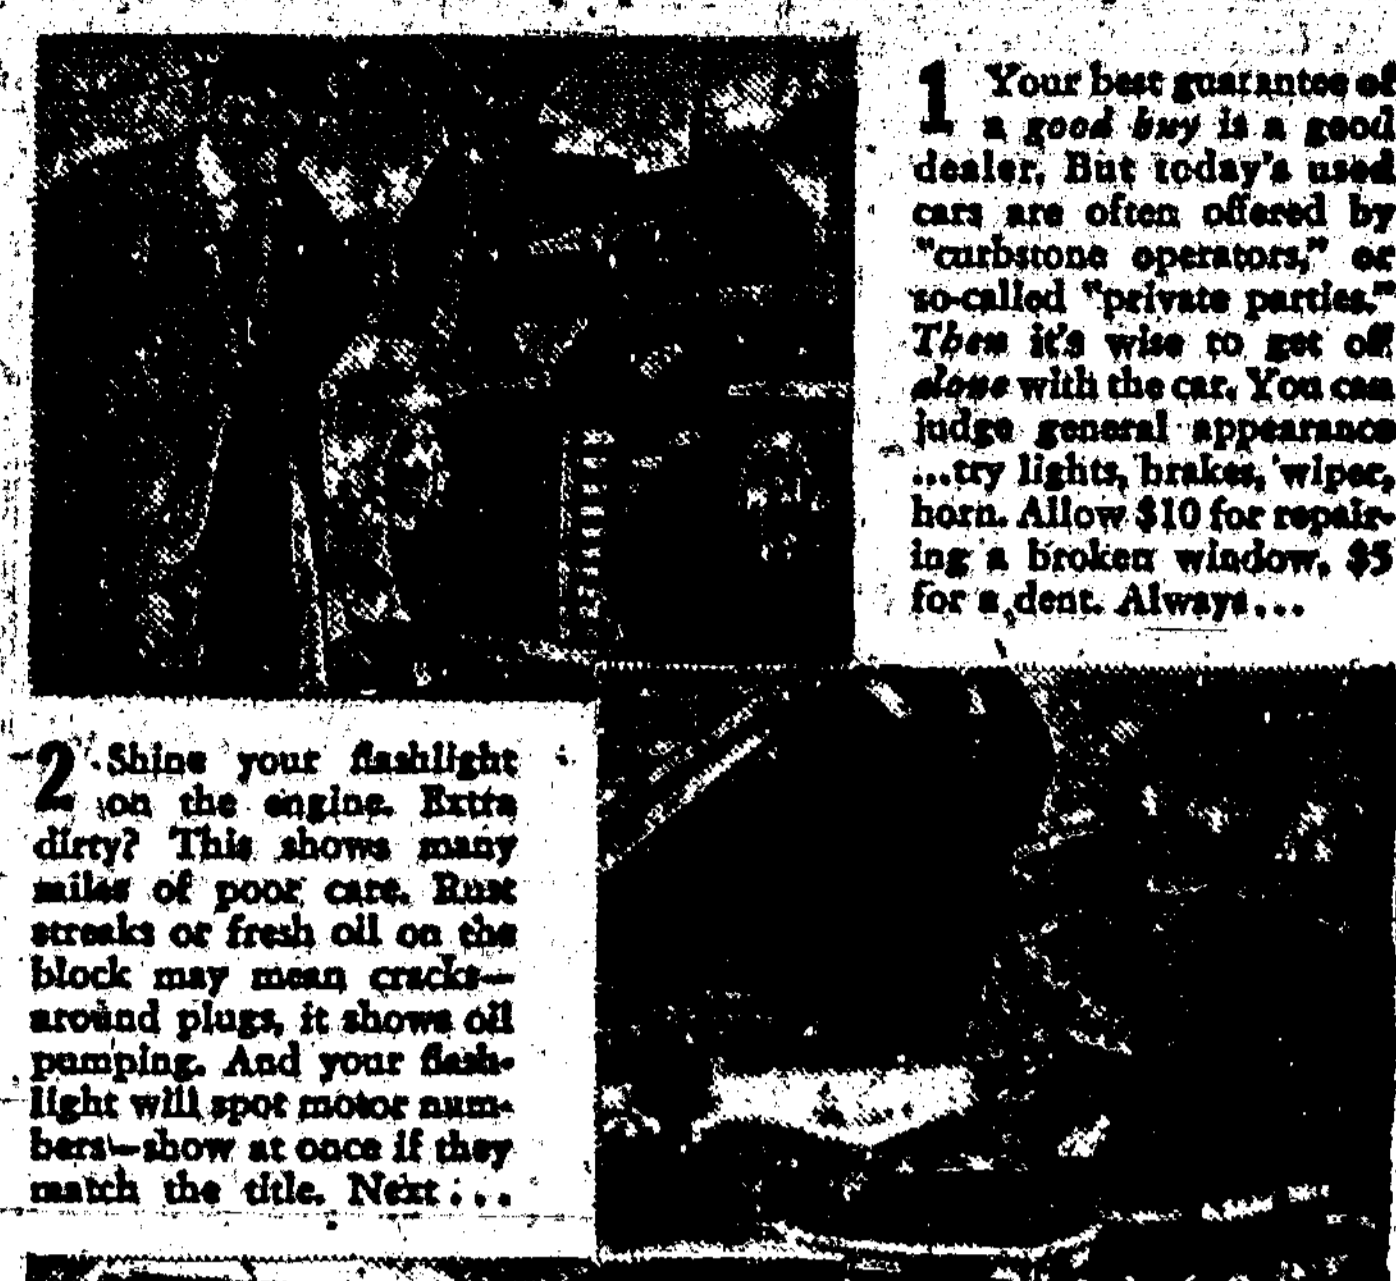 1 Your best guarantee of
a good buy is a good
dealer. But today's used
cars are often offered by
"curbstone operators," or
so-called "private parties."
Then it's wise to get off
alone with the car. You can
judge general appearance
...try lights, brakes, wiper,
horn. Allow $10 for repair-
ing a broken window, $5
for a dent. Always...
2 Shine your flashlight
on the engine. Extra
dirty? This shows many
miles of poor care. Rust
streaks or fresh oil on the
block may mean cracks—
around plugs, it shows oil
pumping. And your flash-
light will spot motor num-
bers—show at once if they
match the title. Next...